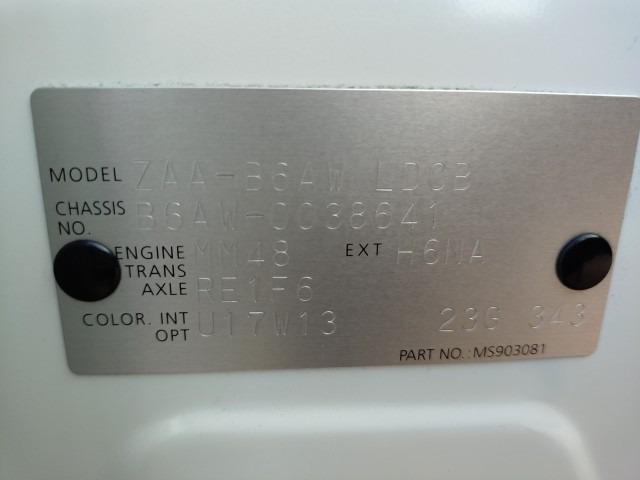 MODEL ZAA-B6AW LDCB
CHASSIS NO. B6AW-0038641
ENGINE MM48 EXT H6NA
TRANS AXLE RE1F6
COLOR. INT OPT U17W13 23G 343
PART NO.:MS903081